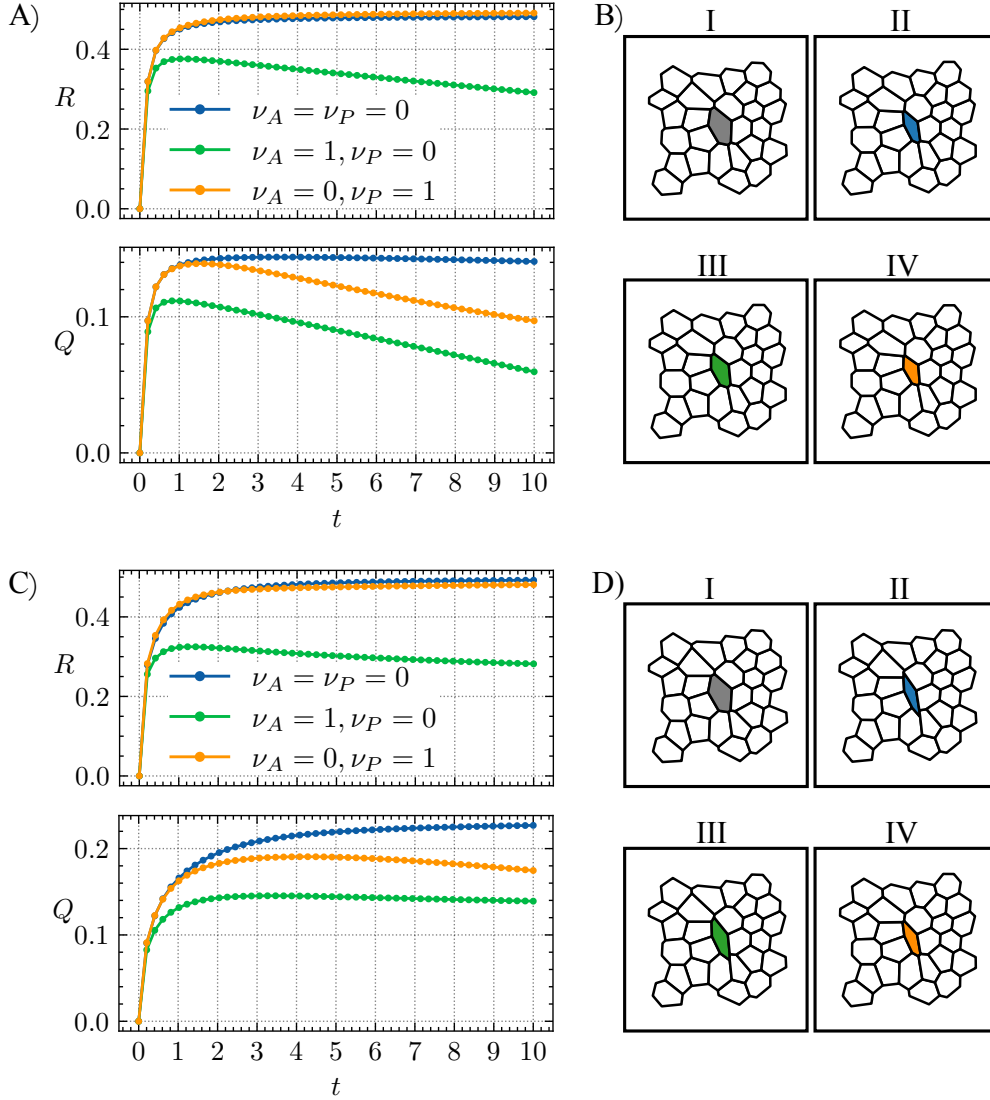 A)
R
0.4
0.2
0.0
ν_A = ν_P = 0
ν_A = 1, ν_P = 0
ν_A = 0, ν_P = 1
Q
0.1
0.0
0 1 2 3 4 5 6 7 8 9 10
t
B)
I II
III IV
C)
R
0.4
0.2
0.0
ν_A = ν_P = 0
ν_A = 1, ν_P = 0
ν_A = 0, ν_P = 1
Q
0.2
0.1
0.0
0 1 2 3 4 5 6 7 8 9 10
t
D)
I II
III IV